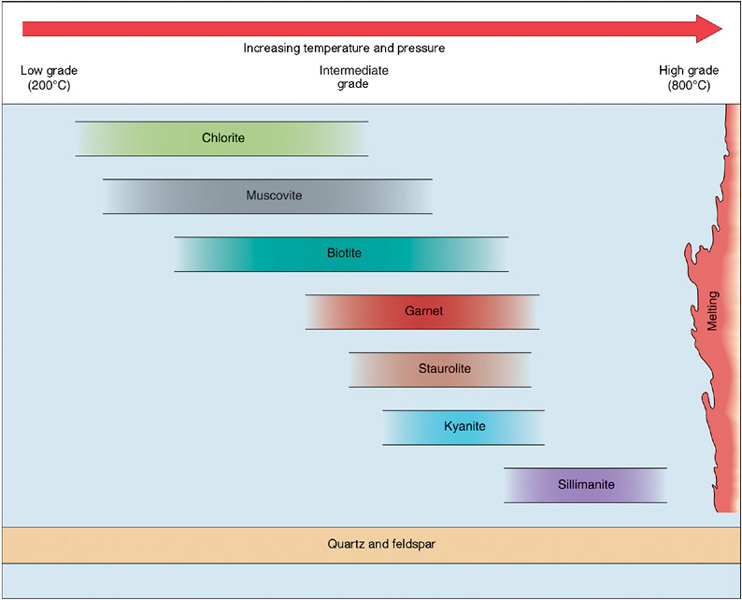 Increasing temperature and pressure
Low grade
(200°C)
Intermediate
grade
High grade
(800°C)
Chlorite
Muscovite
Biotite
Garnet
Melting
Staurolite
Kyanite
Sillimanite
Quartz and feldspar